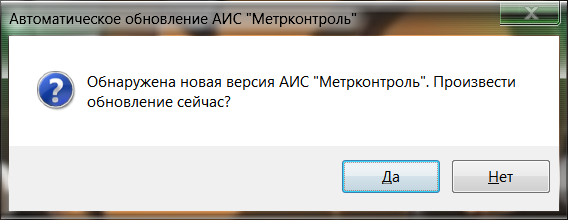 Автоматическое обновление АИС "Метрконтроль"
Обнаружена новая версия АИС "Метрконтроль". Произвести
обновление сейчас?
Да
Нет